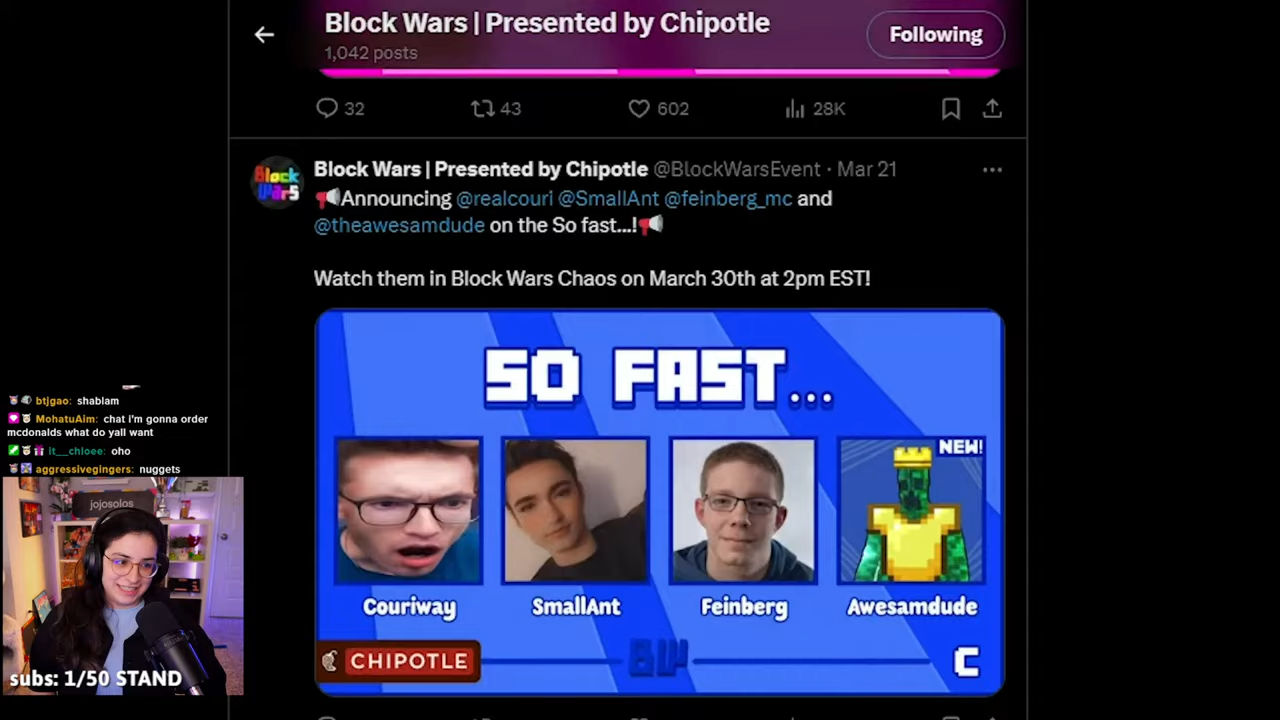 Block Wars | Presented by Chipotle
1,042 posts
Following
32
43
602
28K
Block Wars | Presented by Chipotle @BlockWarsEvent · Mar 21
Announcing @realcouri @SmallAnt @feinberg_mc and
@theawesamdude on the So fast...!
Watch them in Block Wars Chaos on March 30th at 2pm EST!
Block Wars
SO FAST...
NEW!
Couriway
SmallAnt
Feinberg
Awesamdude
CHIPOTLE
BW
C
btjgao: shablam
MohatuAim: chat i'm gonna order
mcdonalds what do yall want
it__chloee: oho
aggressivegingers: nuggets
jojosolos
subs: 1/50 STAND